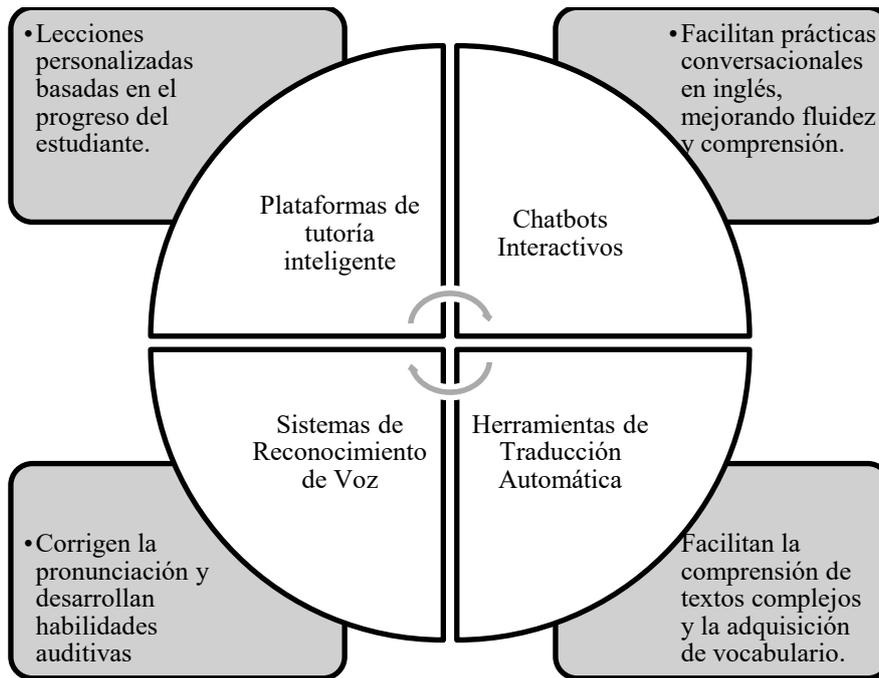 •Lecciones
personalizadas
basadas en el
progreso del
estudiante.
•Facilitan prácticas
conversacionales
en inglés,
mejorando fluidez
y comprensión.
Plataformas de
tutoría
inteligente
Chatbots
Interactivos
Sistemas de
Reconocimiento
de Voz
Herramientas de
Traducción
Automática
•Corrigen la
pronunciación y
desarrollan
habilidades
auditivas
Facilitan la
comprensión de
textos complejos
y la adquisición
de vocabulario.